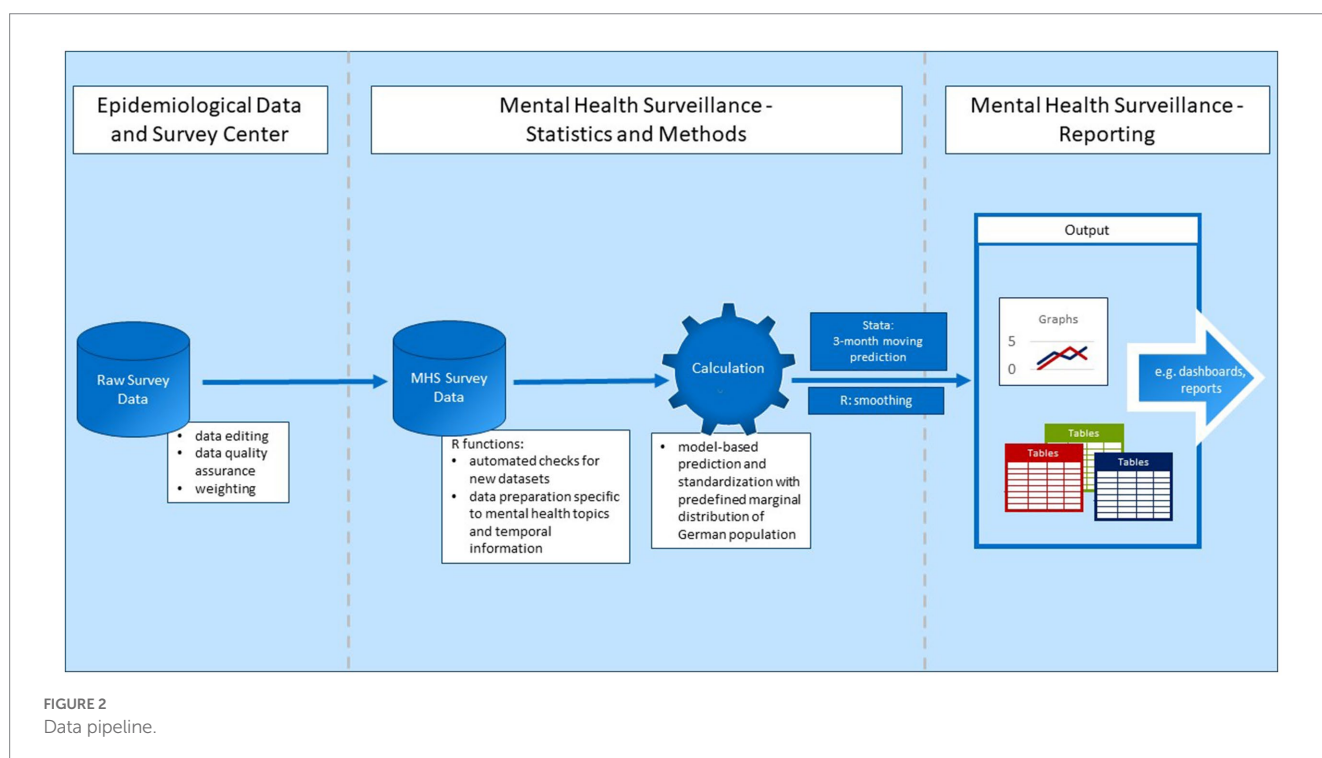 Epidemiological Data
and Survey Center
Mental Health Surveillance -
Statistics and Methods
Mental Health Surveillance -
Reporting
Raw Survey
Data
• data editing
• data quality
assurance
• weighting
MHS Survey
Data
R functions:
• automated checks for
new datasets
• data preparation specific
to mental health topics
and temporal
information
Calculation
• model-based
prediction and
standardization with
predefined marginal
distribution of
German population
Stata:
3-month moving
prediction
R: smoothing
Output
Graphs
5
0
Tables
Tables
Tables
e.g. dashboards,
reports
FIGURE 2
Data pipeline.